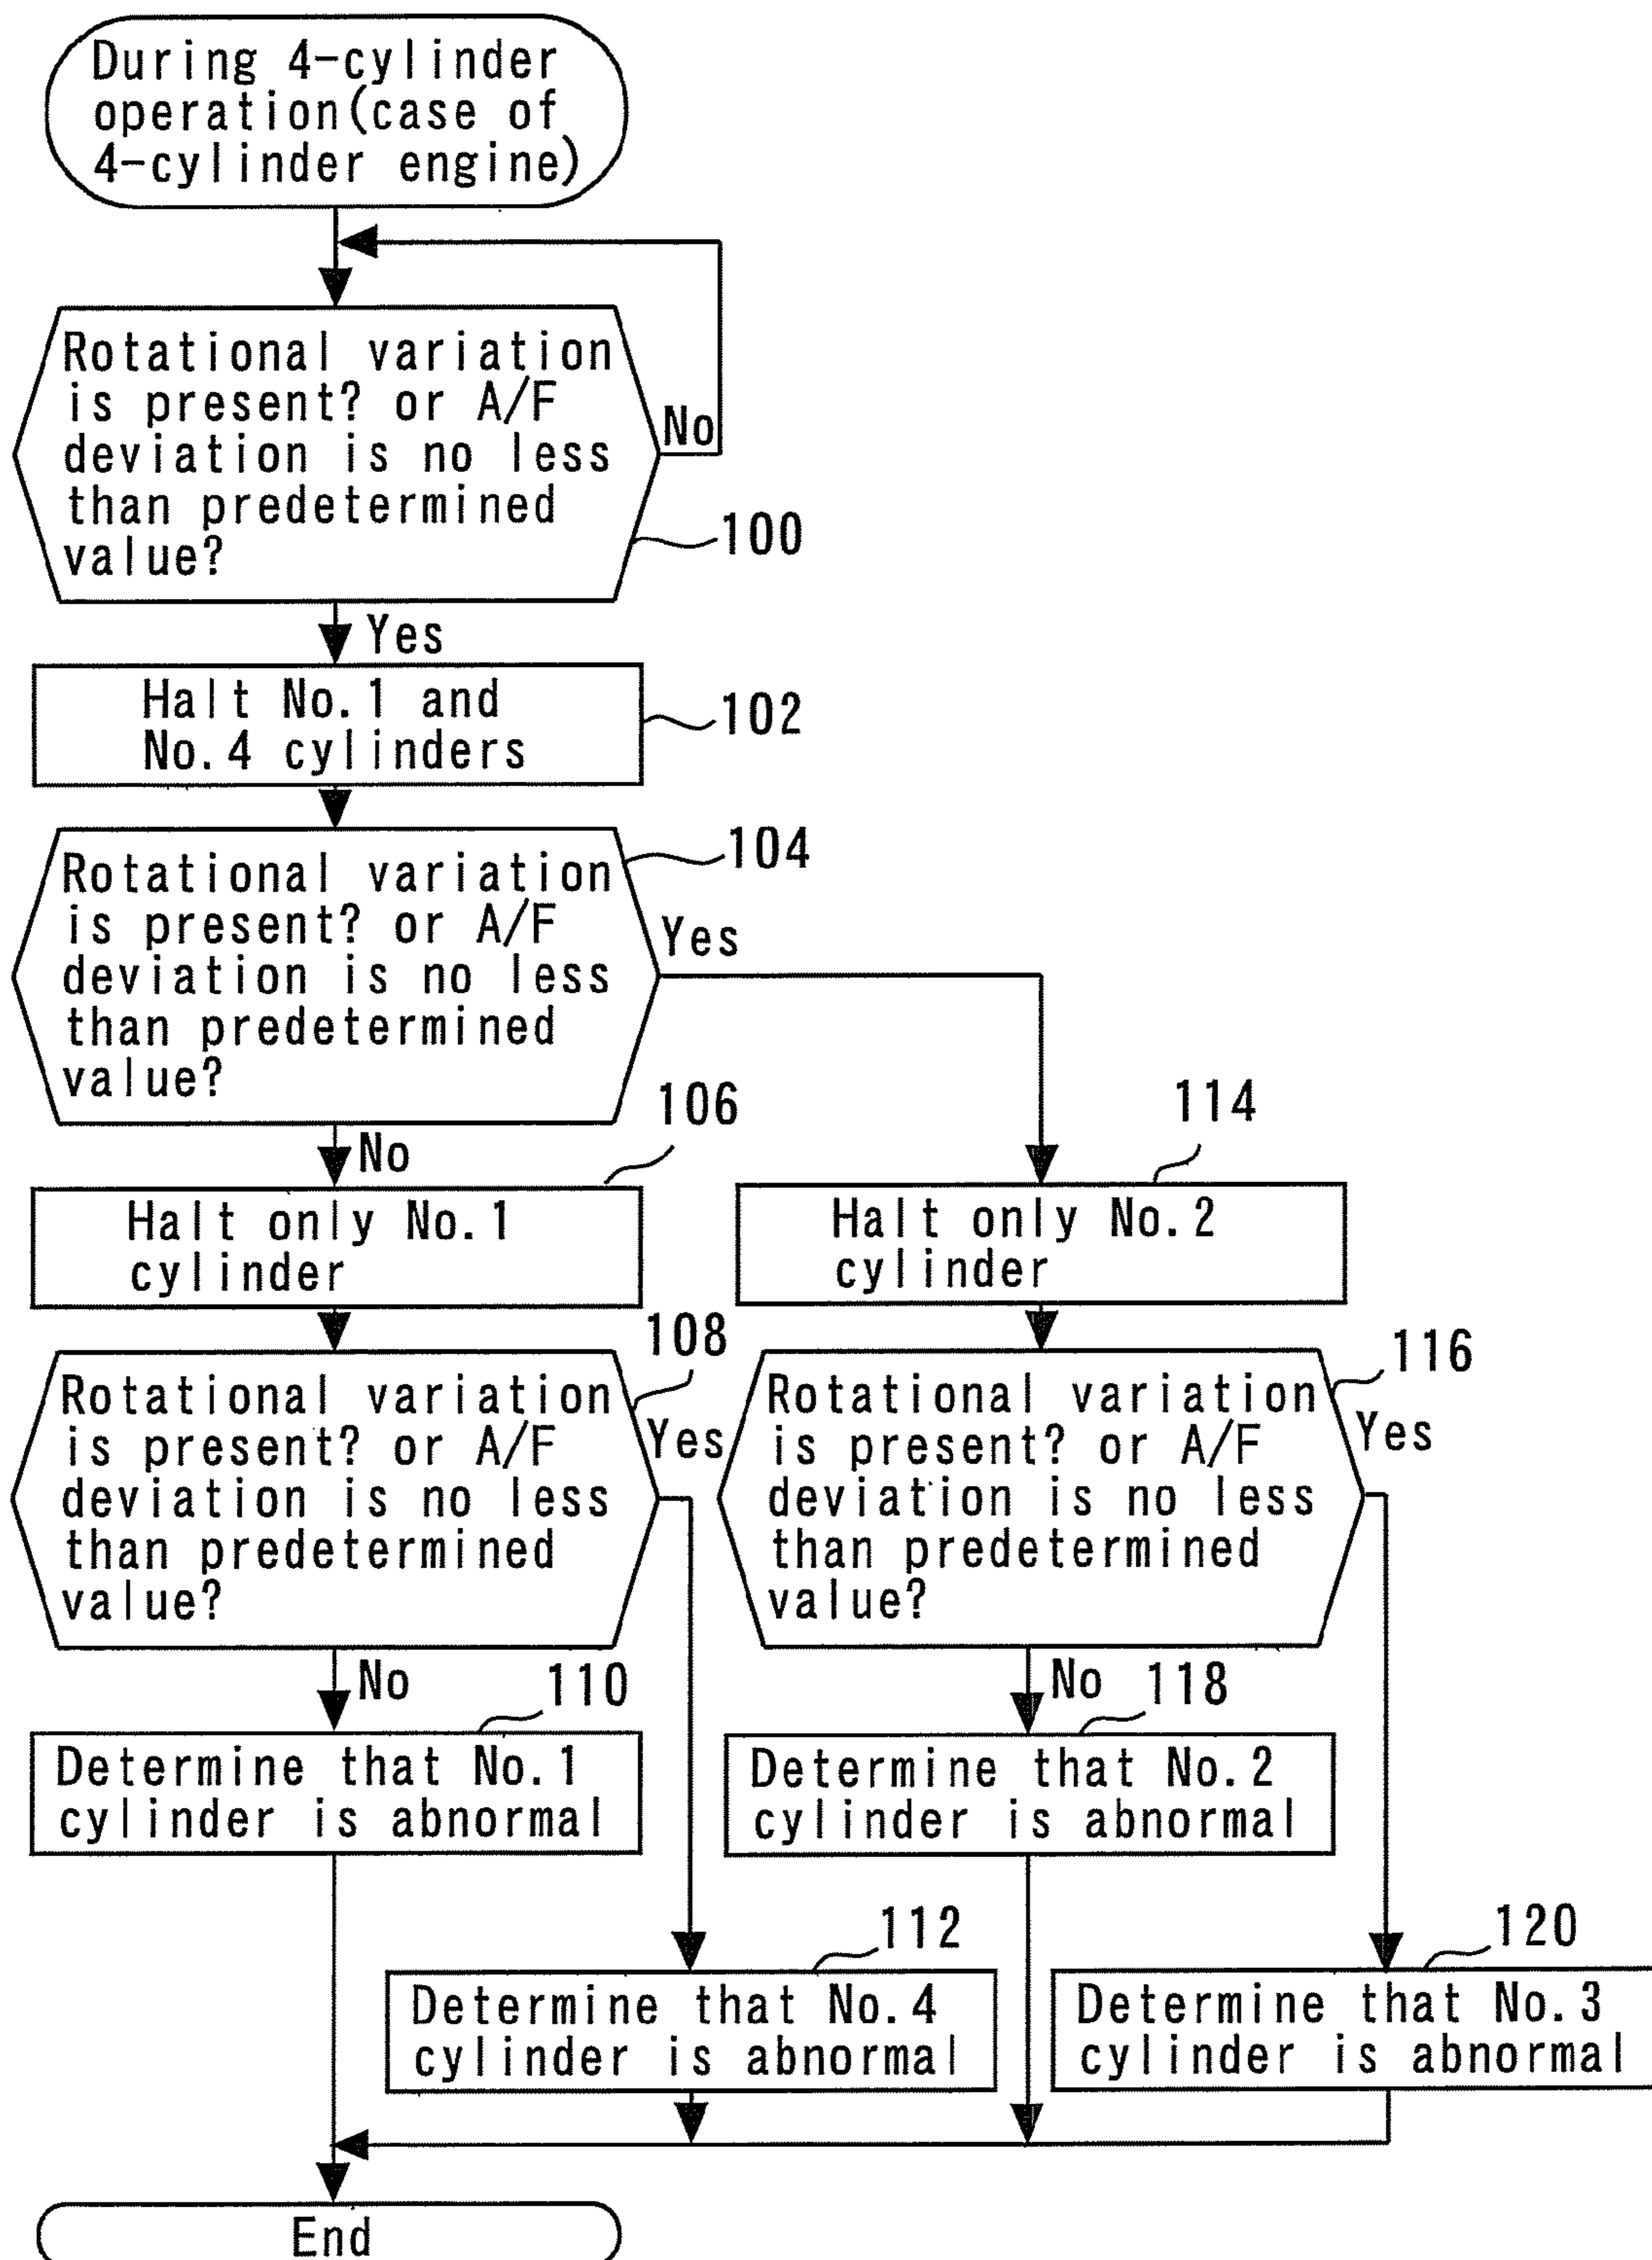 During 4-cylinder
operation(case of
4-cylinder engine)
Rotational variation
is present? or A/F
deviation is no less
than predetermined
value?
No
100
Yes
Halt No.1 and
No.4 cylinders
102
104
Rotational variation
is present? or A/F
deviation is no less
than predetermined
value?
Yes
No
106
114
Halt only No.1
cylinder
Halt only No.2
cylinder
108
116
Rotational variation
is present? or A/F
deviation is no less
than predetermined
value?
Yes
Rotational variation
is present? or A/F
deviation is no less
than predetermined
value?
Yes
No
110
No
118
Determine that No.1
cylinder is abnormal
Determine that No.2
cylinder is abnormal
112
120
Determine that No.4
cylinder is abnormal
Determine that No.3
cylinder is abnormal
End